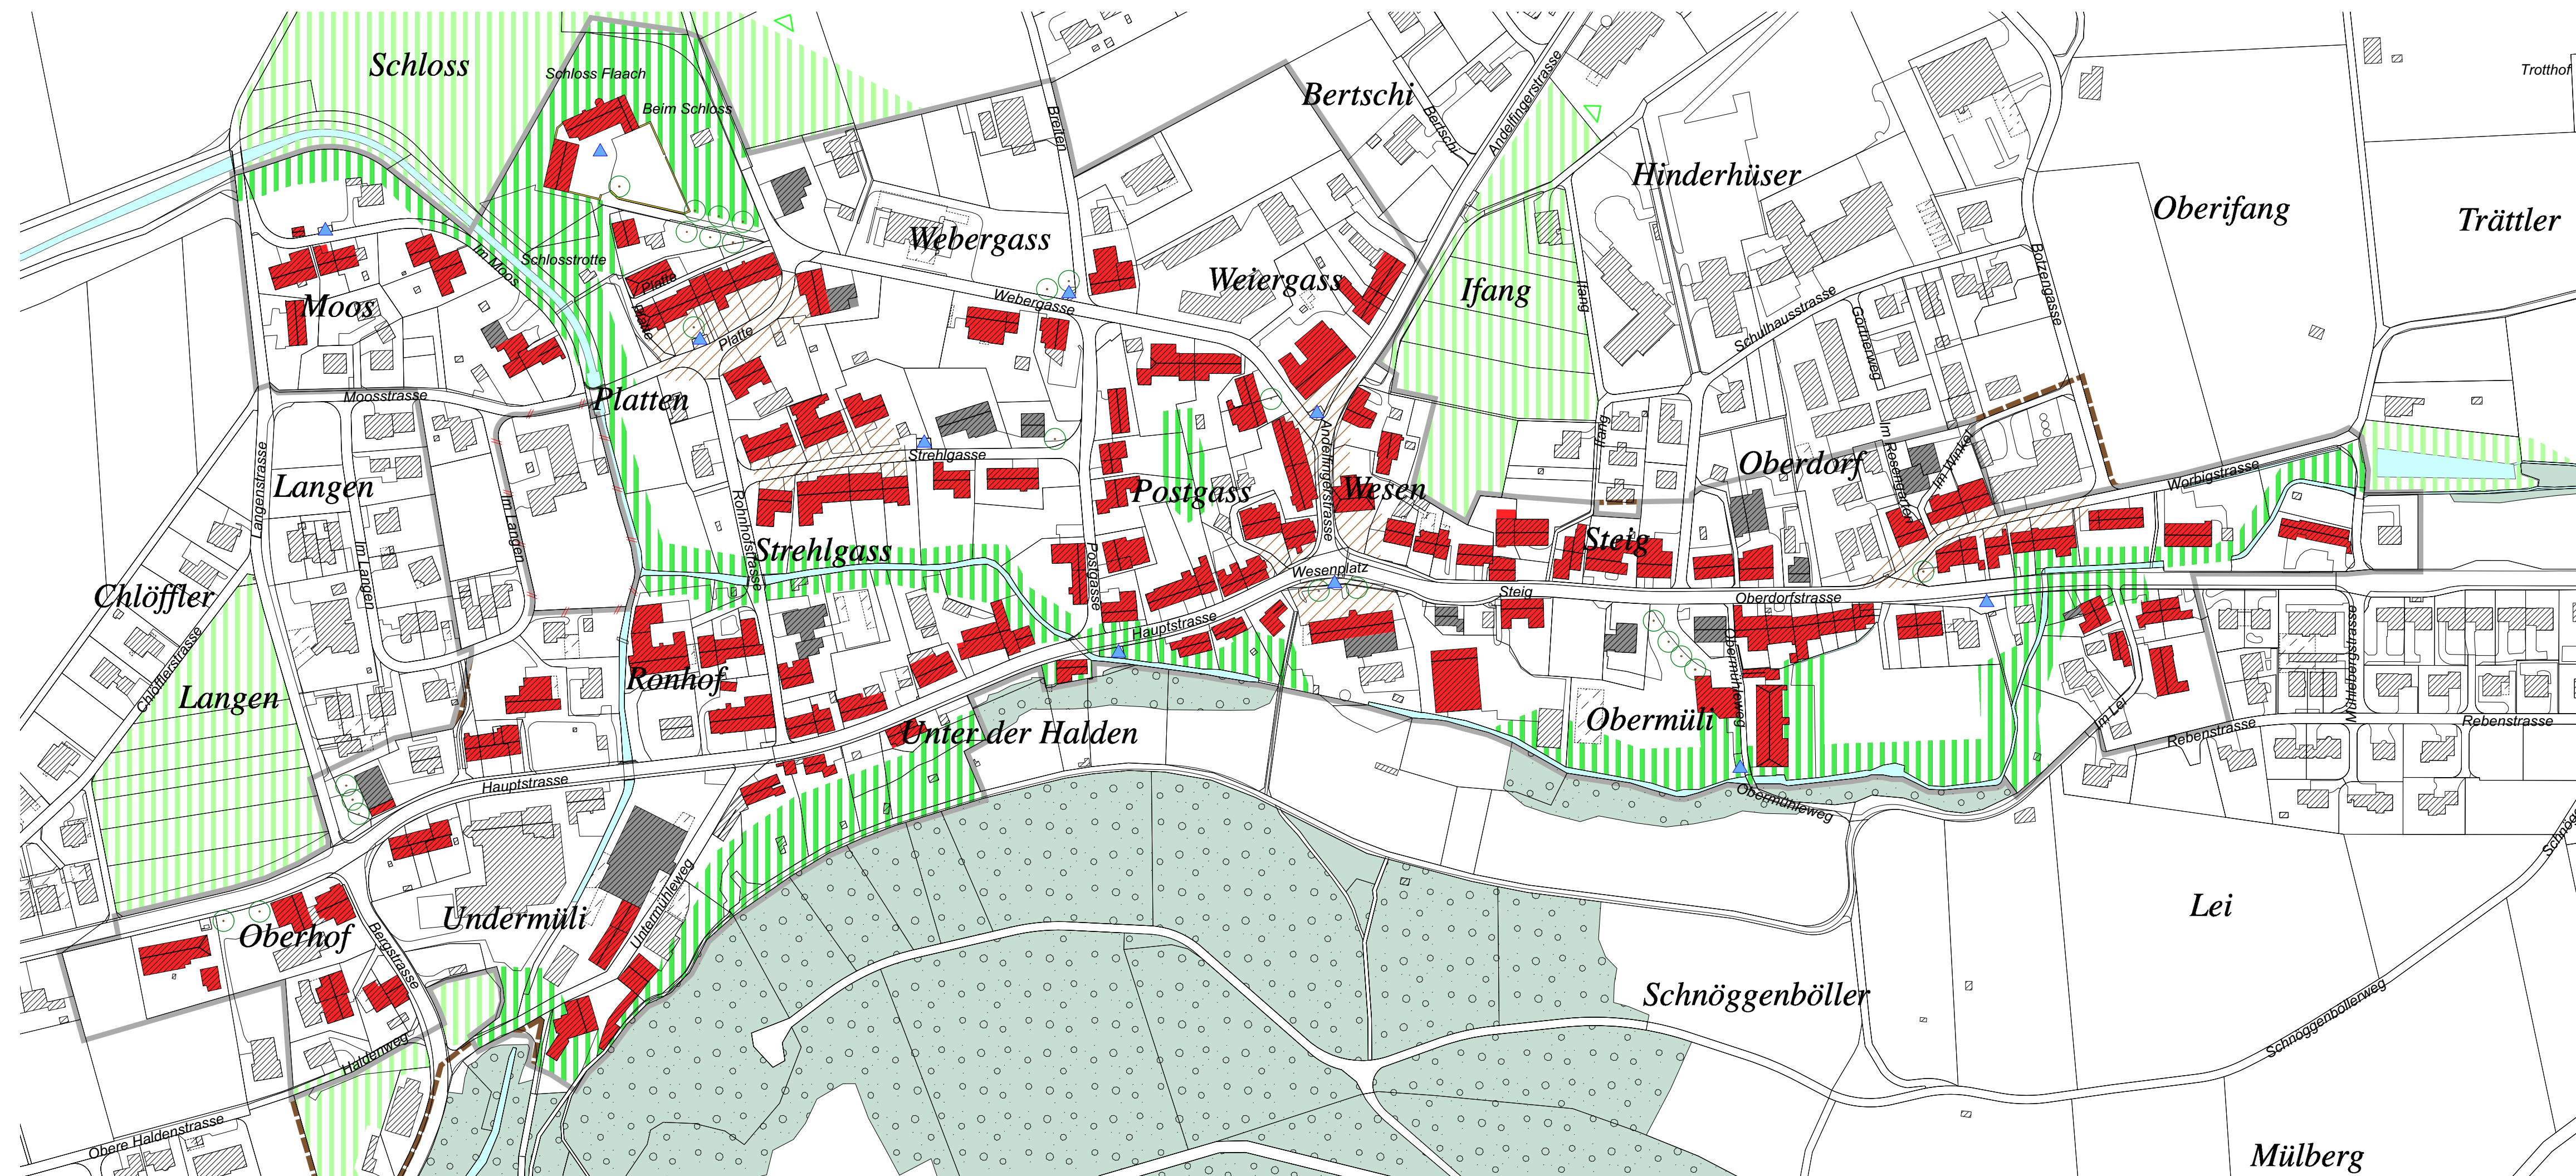 Schloss
Schloss Flaach
Beim Schloss
Breiten
Bertschi
Bertschi
Andelfingerstrasse
Trotthof
Hinderhüser
Oberifang
Trättler
Webergass
Weiergass
Ifang
Ifang
Im Moos
Schlosstrotte
Moos
Platte
Platte
Platte
Webergasse
Botzengasse
Schulhausstrasse
Görtnerweg
Moosstrasse
Platten
Strehlgasse
Andelfingerstrasse
Ifang
Im Rosengarten
Im Winkel
Oberdorf
Worbigstrasse
Langenstrasse
Langen
Im Langen
Im Langen
Rohnhofstrasse
Postgass
Wesen
Strehlgass
Steig
Postgasse
Wesenplatz
Chlöffler
Chlöfflerstrasse
Steig
Oberdorfstrasse
Hauptstrasse
Obermühleweg
Mühlebergstrasse
Langen
Ronhof
Unter der Halden
Obermüli
Im Lei
Rebenstrasse
Rebenstrasse
Hauptstrasse
Obermühleweg
Untermühleweg
Undermüli
Oberhof
Bergstrasse
Lei
Schnöggenböller
Schnöggenböllerweg
Haldenweg
Obere Haldenstrasse
Mülberg